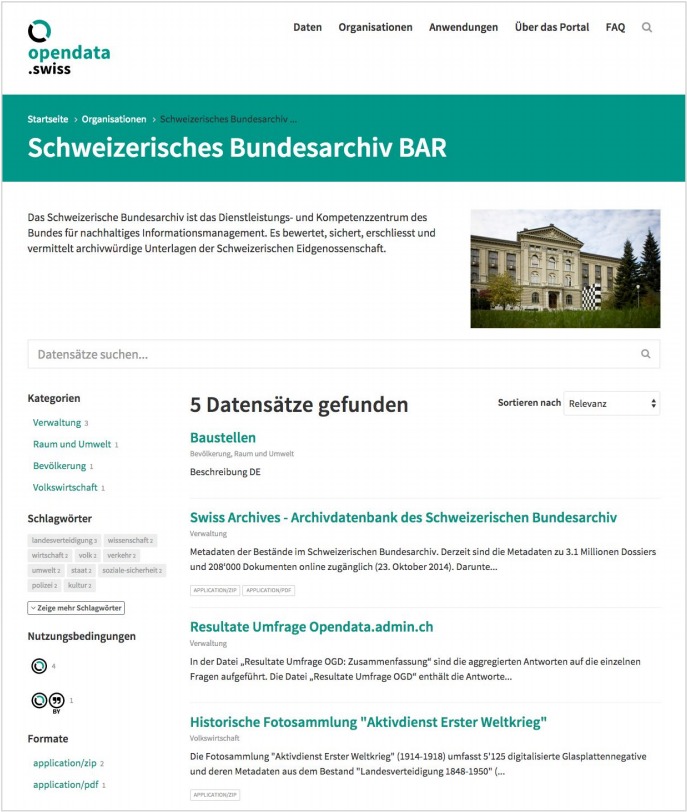 opendata
.swiss
Daten Organisationen Anwendungen Über das Portal FAQ
Startseite > Organisationen > Schweizerisches Bundesarchiv ...
Schweizerisches Bundesarchiv BAR
Das Schweizerische Bundesarchiv ist das Dienstleistungs- und Kompetenzzentrum des
Bundes für nachhaltiges Informationsmanagement. Es bewertet, sichert, erschliesst und
vermittelt archivwürdige Unterlagen der Schweizerischen Eidgenossenschaft.
Datensätze suchen...
Kategorien
Verwaltung 3
Raum und Umwelt 1
Bevölkerung 1
Volkswirtschaft 1
Schlagwörter
landesverteidigung 3 wissenschaft 2
wirtschaft 2 volk 2 verkehr 2
umwelt 2 staat 2 soziale-sicherheit 2
polizei 2 kultur 2
Zeige mehr Schlagwörter
Nutzungsbedingungen
4
BY 1
Formate
application/zip 2
application/pdf 1
5 Datensätze gefunden
Sortieren nach Relevanz
Baustellen
Bevölkerung, Raum und Umwelt
Beschreibung DE
Swiss Archives - Archivdatenbank des Schweizerischen Bundesarchiv
Verwaltung
Metadaten der Bestände im Schweizerischen Bundesarchiv. Derzeit sind die Metadaten zu 3.1 Millionen Dossiers
und 208'000 Dokumenten online zugänglich (23. Oktober 2014). Darunte...
APPLICATION/ZIP APPLICATION/PDF
Resultate Umfrage Opendata.admin.ch
Verwaltung
In der Datei „Resultate Umfrage OGD: Zusammenfassung“ sind die aggregierten Antworten auf die einzelnen
Fragen aufgeführt. Die Datei „Resultate Umfrage OGD“ enthält die Antworte...
Historische Fotosammlung "Aktivdienst Erster Weltkrieg"
Volkswirtschaft
Die Fotosammlung "Aktivdienst Erster Weltkrieg" (1914-1918) umfasst 5'125 digitalisierte Glasplattennegative
und deren Metadaten aus dem Bestand "Landesverteidigung 1848-1950" (...
APPLICATION/ZIP